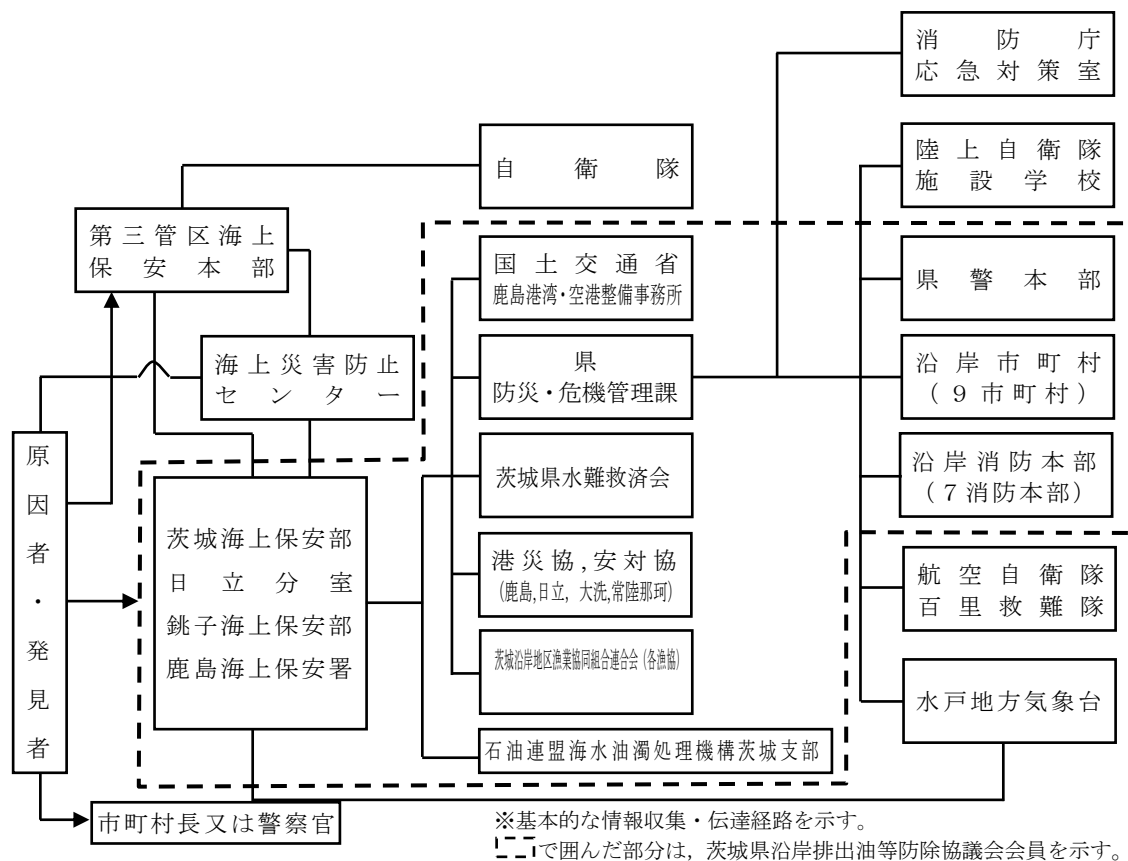 消防庁
応急対策室
陸上自衛隊
施設学校
自衛隊
第三管区海上
保安本部
国土交通省
鹿島港湾・空港整備事務所
県警本部
海上災害防止
センター
県
防災・危機管理課
沿岸市町村
(9市町村)
原因者・発見者
茨城県水難救済会
沿岸消防本部
(7消防本部)
茨城海上保安部
日立分室
銚子海上保安部
鹿島海上保安署
港災協,安対協
(鹿島,日立,大洗,常陸那珂)
航空自衛隊
百里救難隊
茨城沿岸地区漁業協同組合連合会(各漁協)
水戸地方気象台
石油連盟海水油濁処理機構茨城支部
市町村長又は警察官
※基本的な情報収集・伝達経路を示す。
で囲んだ部分は,茨城県沿岸排出油等防除協議会会員を示す。